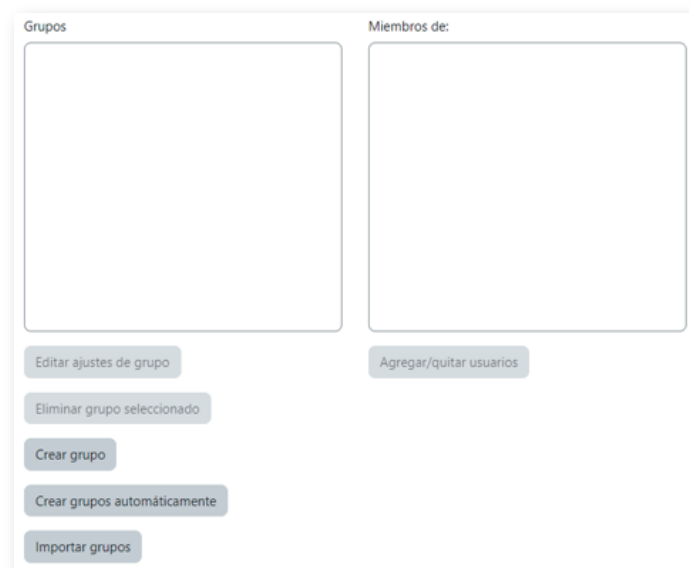 Grupos
Miembros de:
Editar ajustes de grupo
Agregar/quitar usuarios
Eliminar grupo seleccionado
Crear grupo
Crear grupos automáticamente
Importar grupos